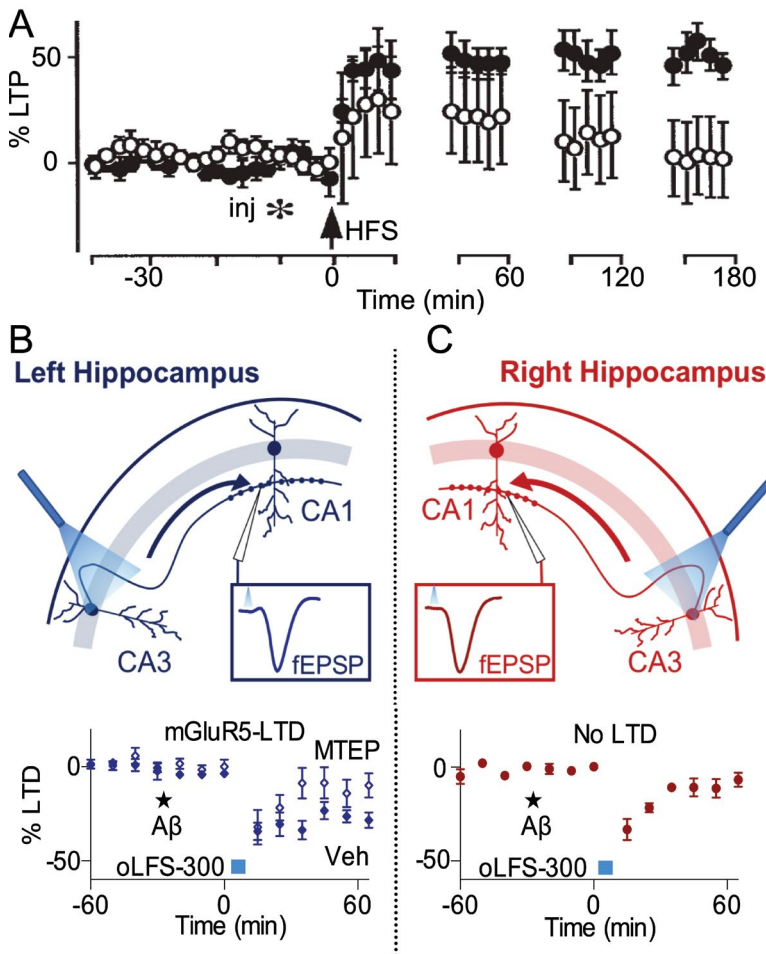 A
% LTP
50
0
inj *
HFS
-30
0
60
120
180
Time (min)
B
Left Hippocampus
CA1
CA3
fEPSP
mGluR5-LTD
MTEP
0
% LTD
Aβ
Veh
-50
oLFS-300
-60
0
60
Time (min)
C
Right Hippocampus
CA1
CA3
fEPSP
No LTD
0
Aβ
-50
oLFS-300
-60
0
60
Time (min)